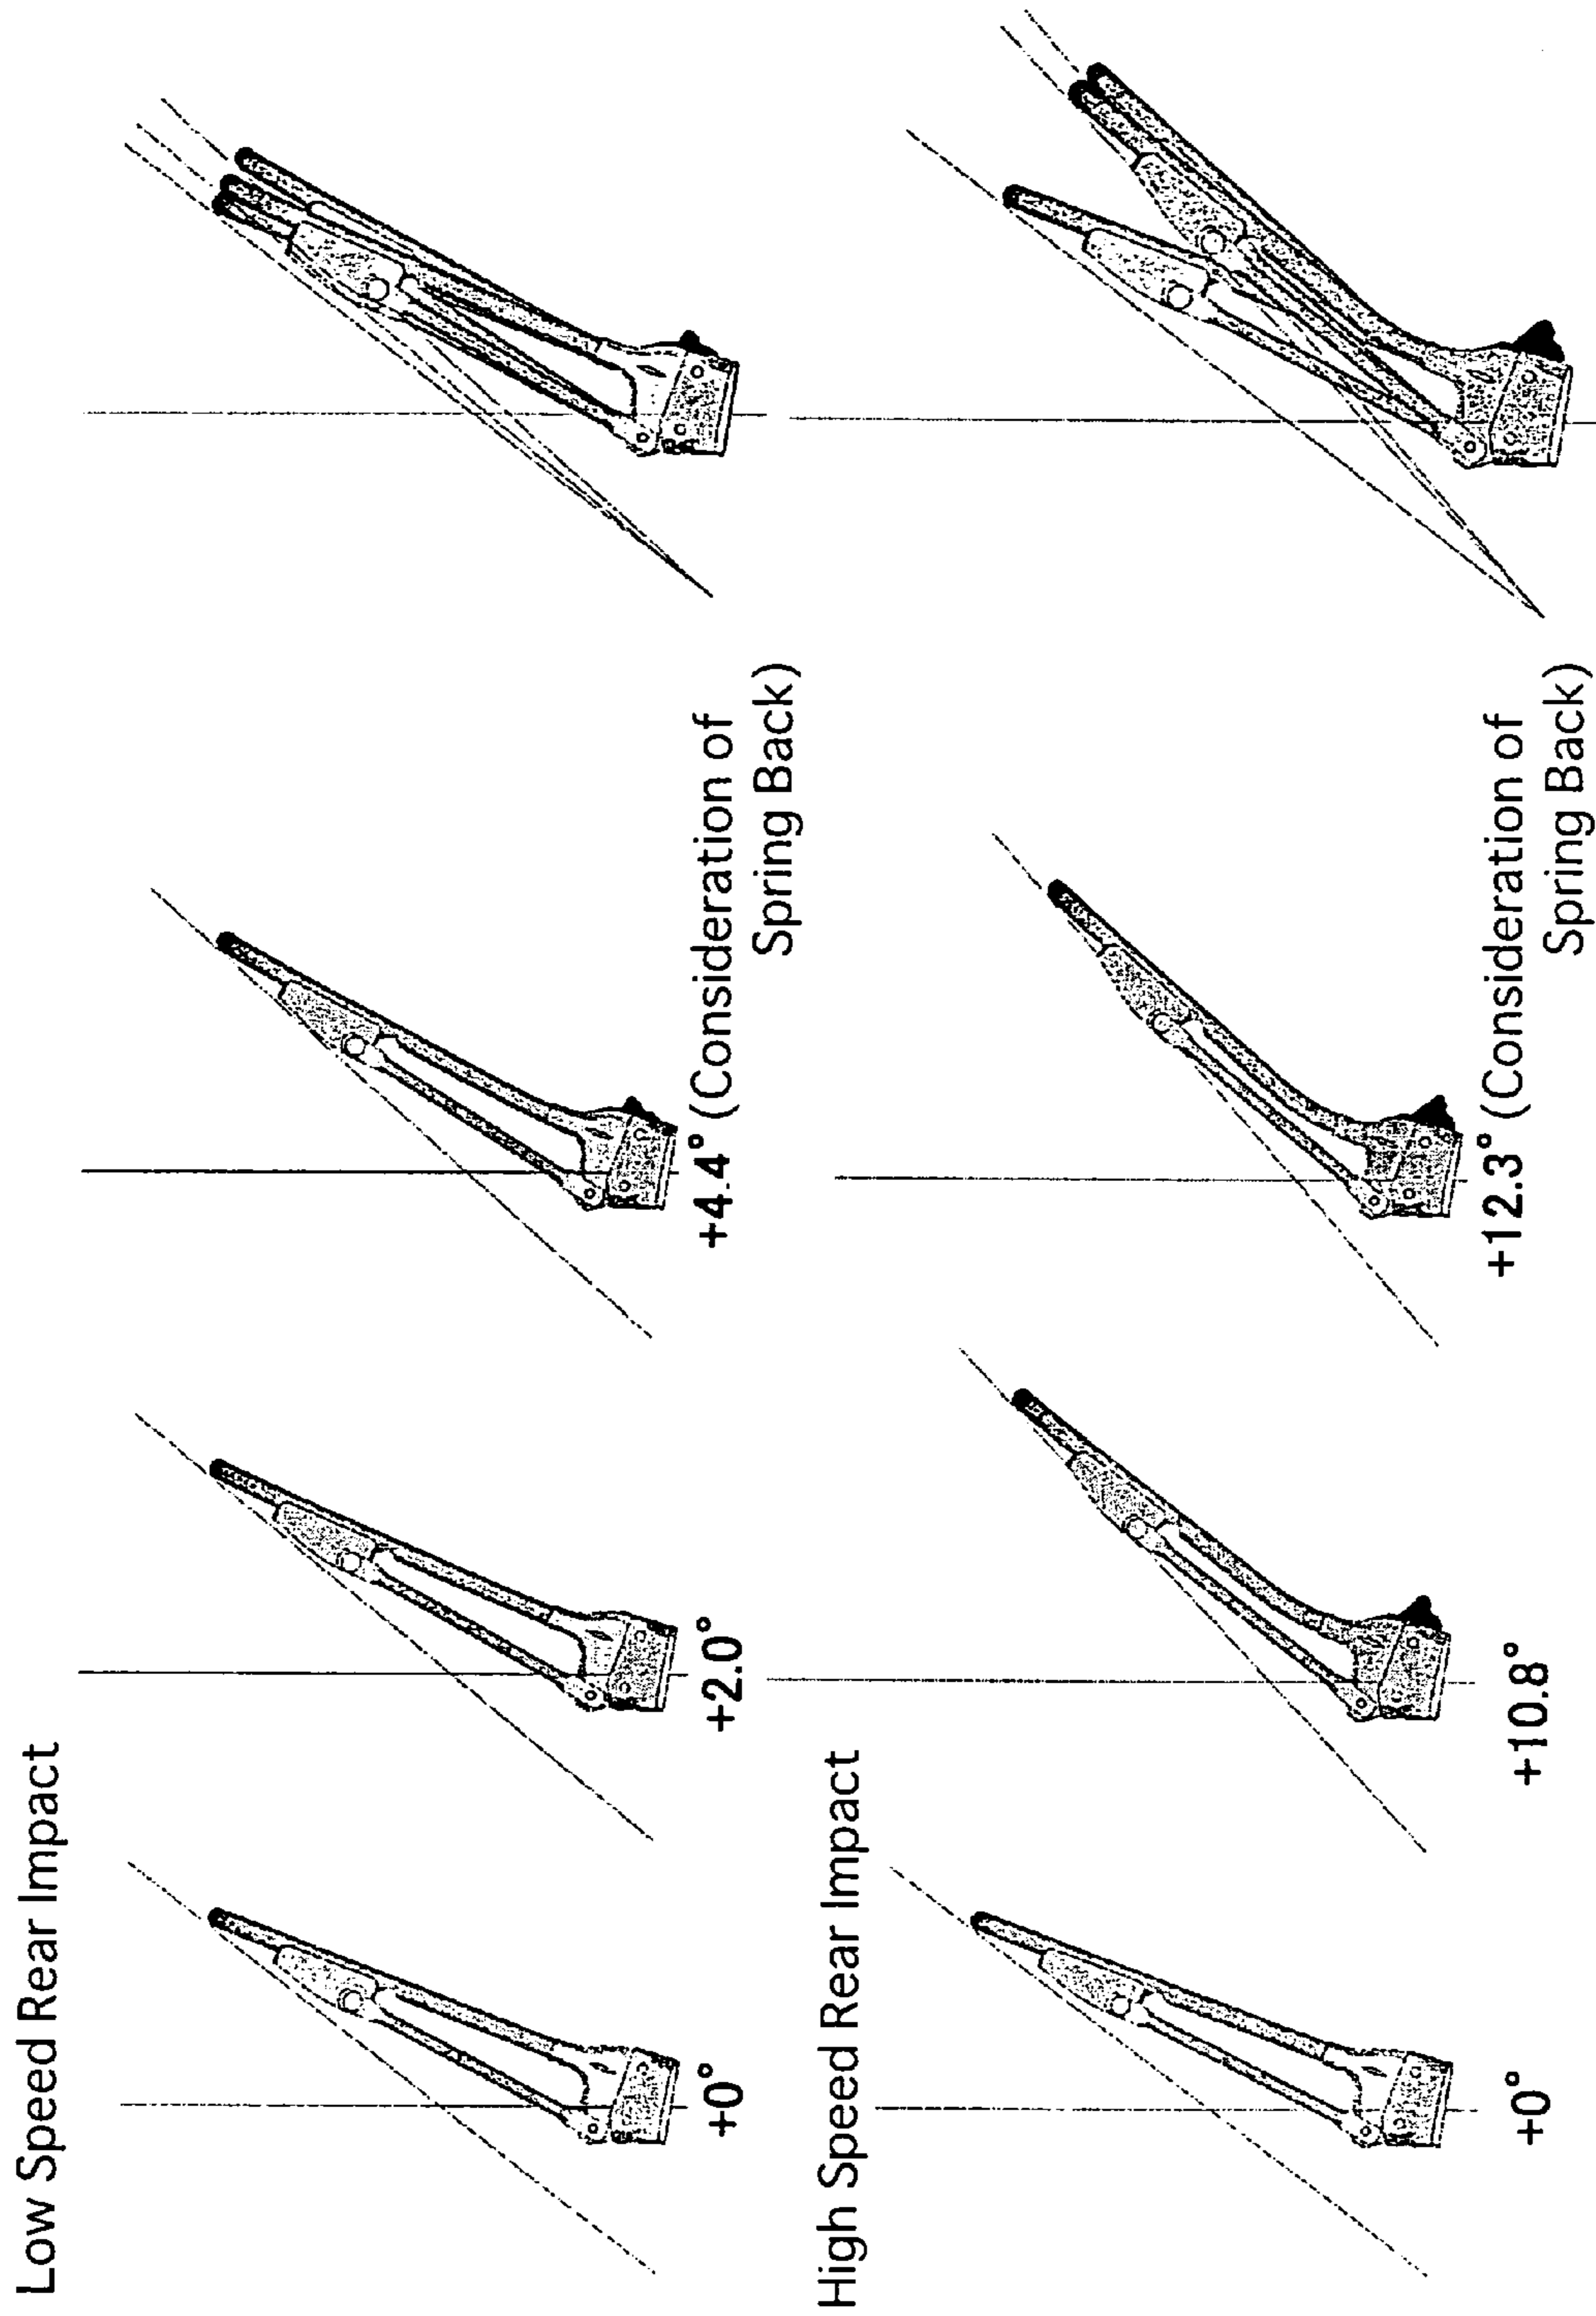 Low Speed Rear Impact
+0°
+2.0°
+4.4° (Consideration of
Spring Back)
High Speed Rear Impact
+0°
+10.8°
+12.3° (Consideration of
Spring Back)